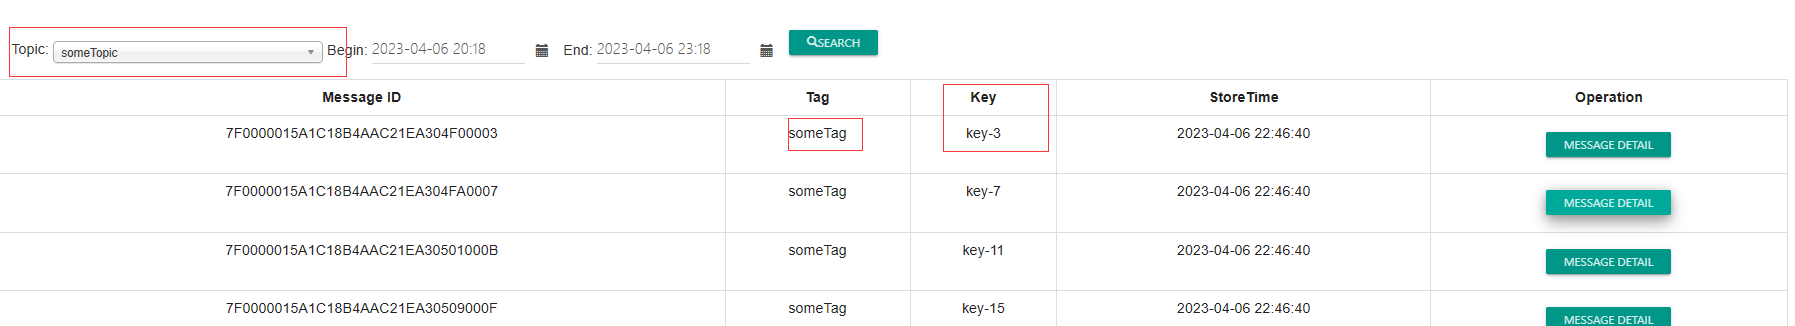 Topic: someTopic Begin: 2023-04-06 20:18 End: 2023-04-06 23:18 SEARCH
Message ID Tag Key StoreTime Operation
7F0000015A1C18B4AAC21EA304F00003 someTag key-3 2023-04-06 22:46:40 MESSAGE DETAIL
7F0000015A1C18B4AAC21EA304FA0007 someTag key-7 2023-04-06 22:46:40 MESSAGE DETAIL
7F0000015A1C18B4AAC21EA30501000B someTag key-11 2023-04-06 22:46:40 MESSAGE DETAIL
7F0000015A1C18B4AAC21EA30509000F someTag key-15 2023-04-06 22:46:40 MESSAGE DETAIL